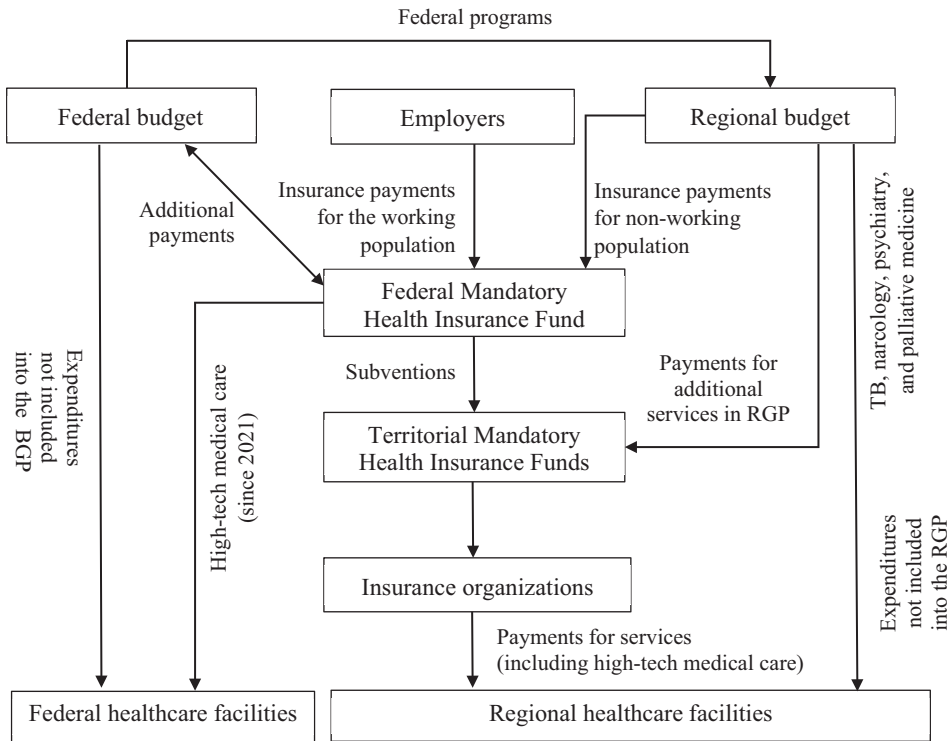 Federal programs
Federal budget
Employers
Regional budget
Additional
payments
Insurance payments
for the working
population
Insurance payments
for non-working
population
TB, narcology, psychiatry,
and palliative medicine
Federal Mandatory
Health Insurance Fund
Expenditures
not included
into the BGP
High-tech medical care
(since 2021)
Subventions
Payments for
additional
services in RGP
Territorial Mandatory
Health Insurance Funds
Expenditures
not included
into the RGP
Insurance organizations
Payments for services
(including high-tech medical care)
Federal healthcare facilities
Regional healthcare facilities